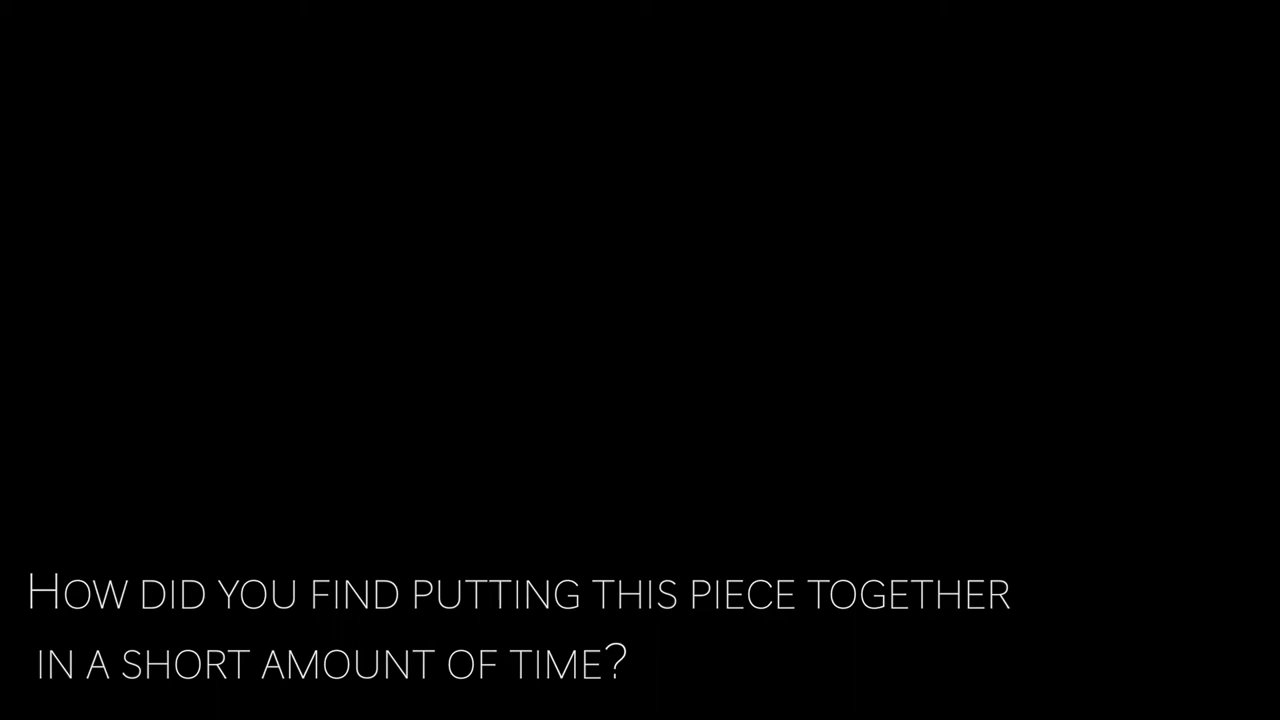 How did you find putting this piece together
in a short amount of time?